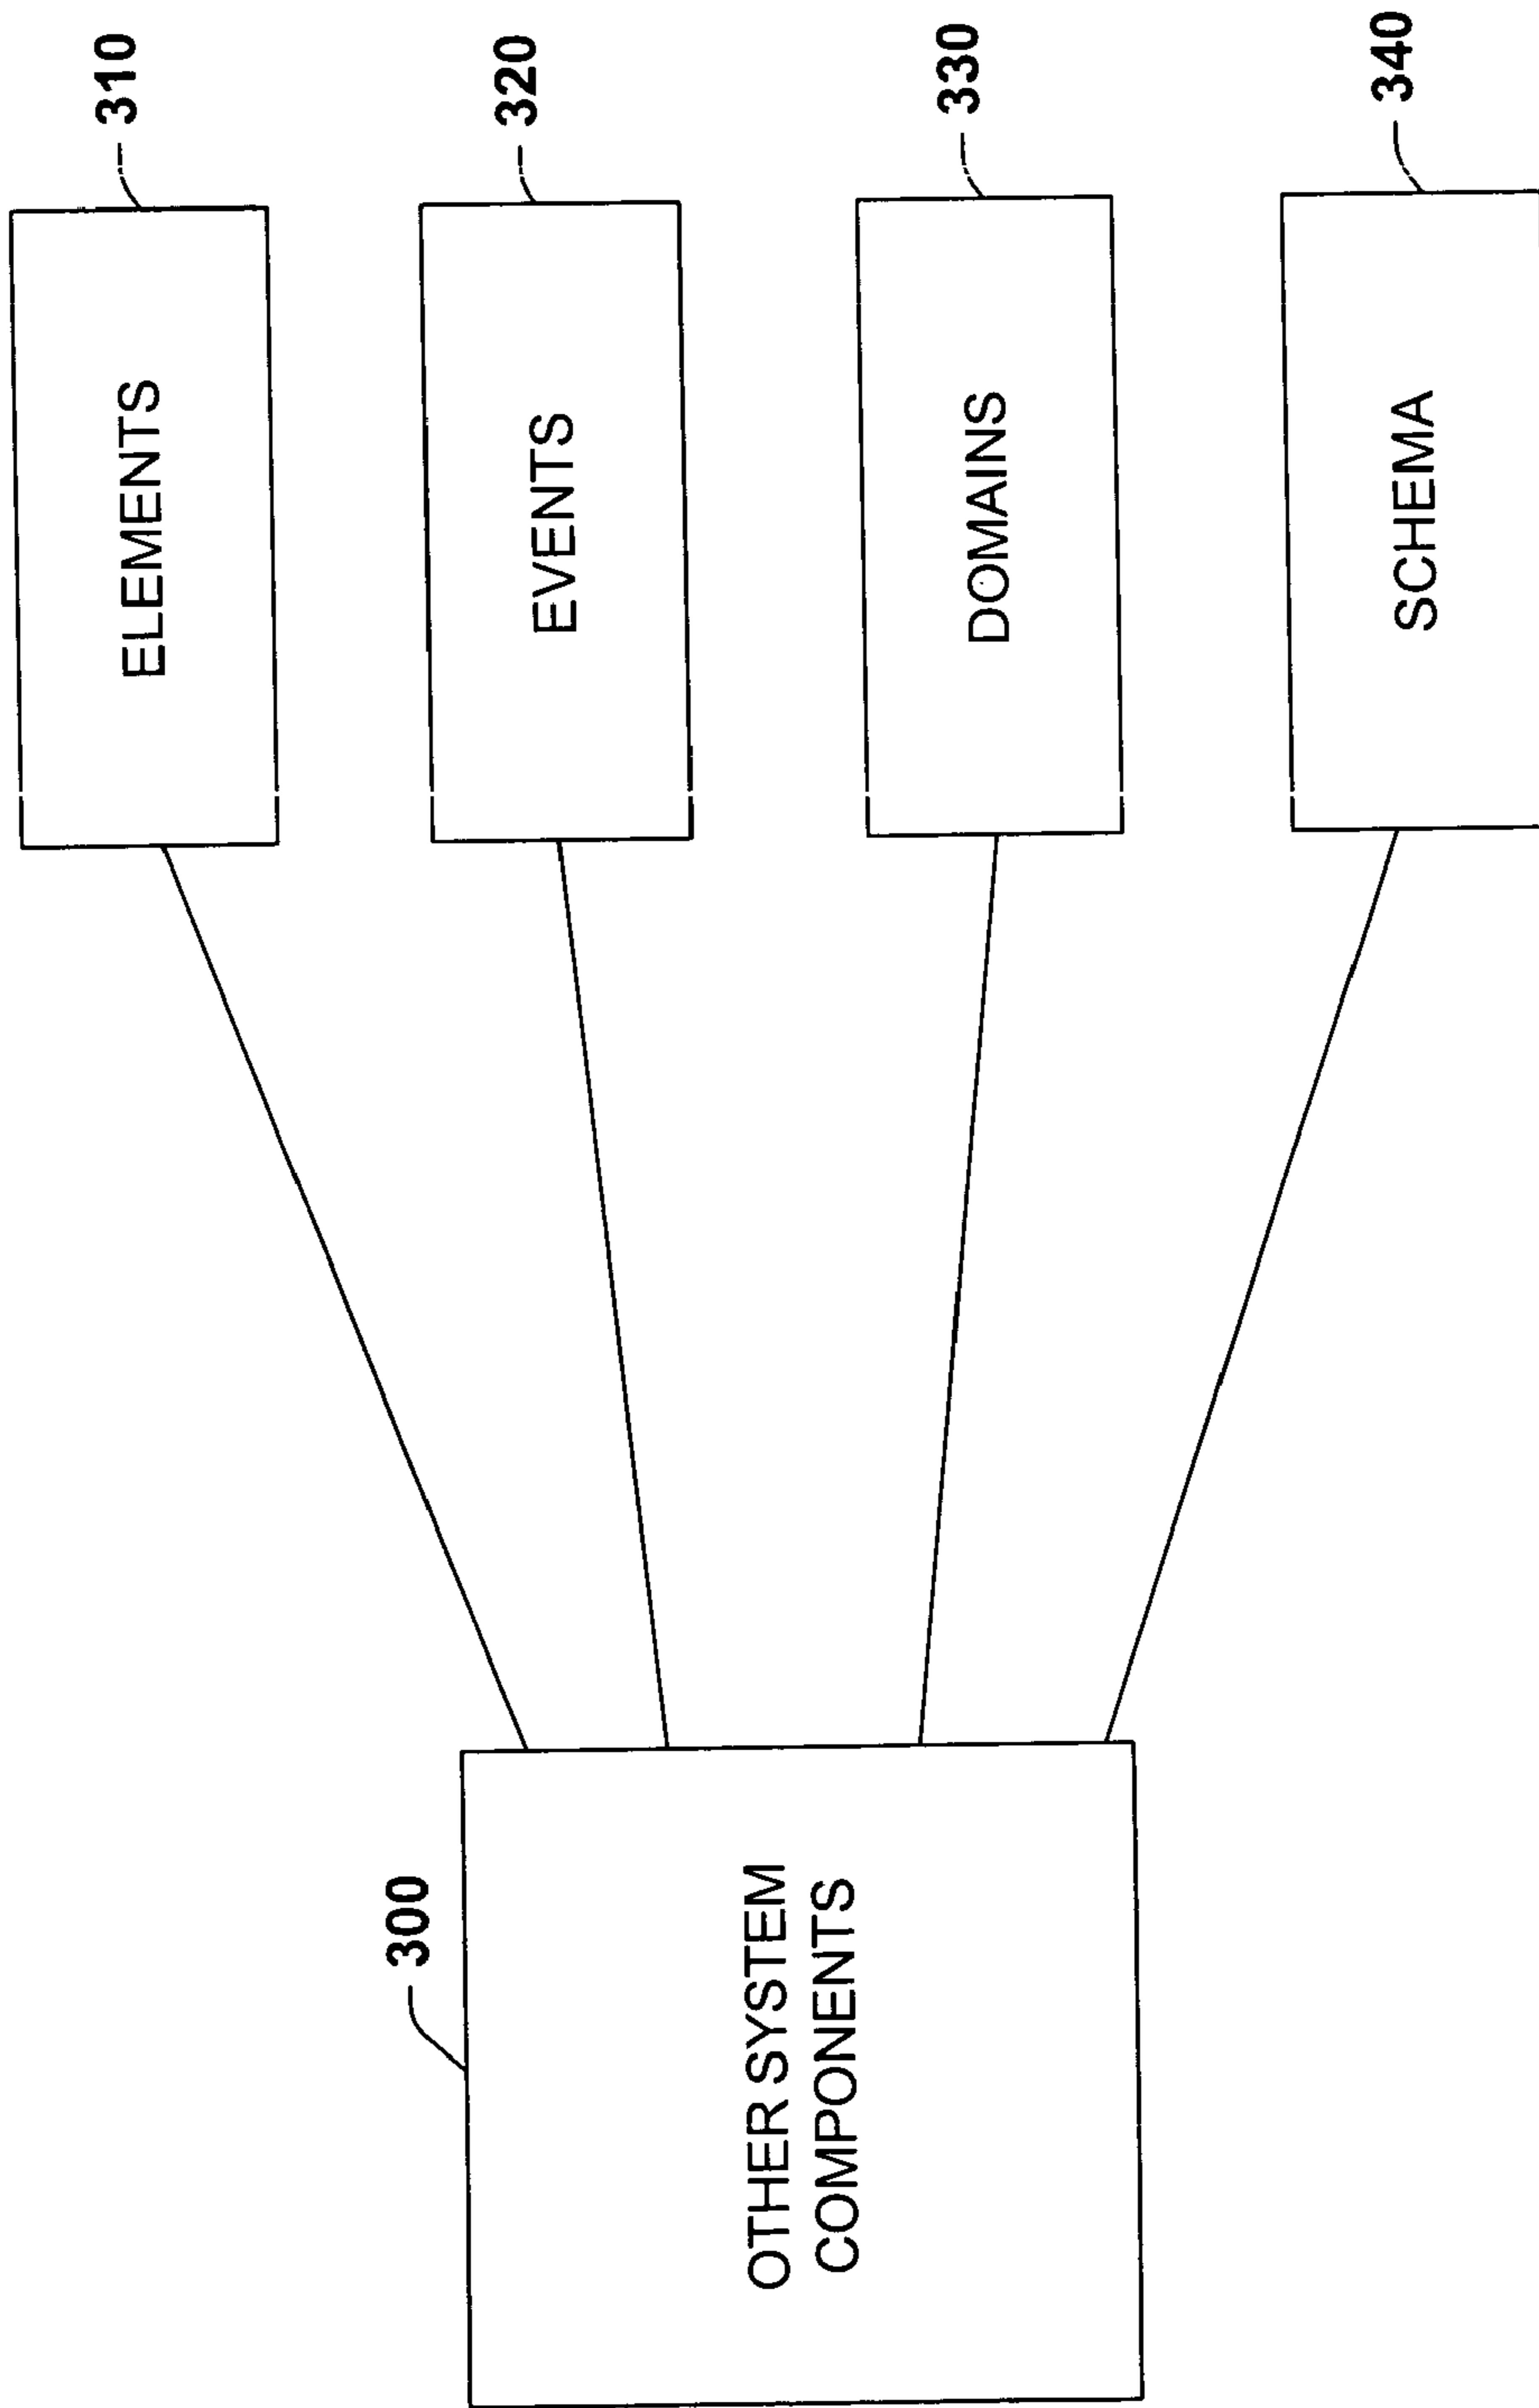 300
OTHER SYSTEM
COMPONENTS
ELEMENTS
310
EVENTS
320
DOMAINS
330
SCHEMA
340